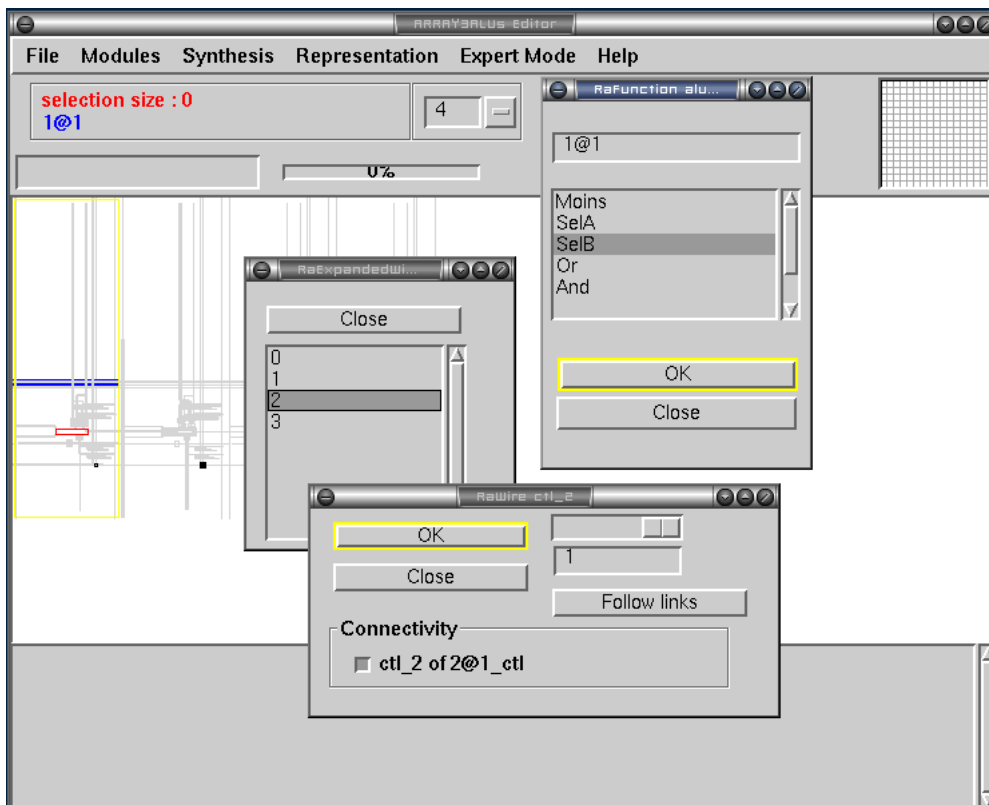 ARRAY3ALUs Editor
File Modules Synthesis Representation Expert Mode Help
selection size : 0
1@1
4
0%
RaFunction alu...
1@1
Moins
SelA
SelB
Or
And
OK
Close
RaExpandedWi...
Close
0
1
2
3
RaWire ctl_2
OK
1
Close
Follow links
Connectivity
ctl_2 of 2@1_ctl